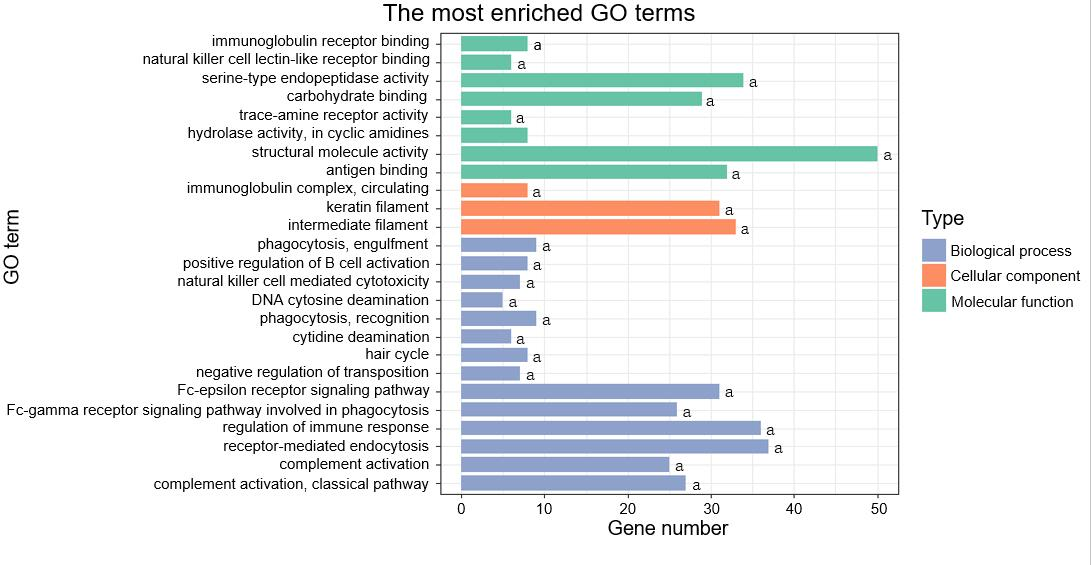 The most enriched GO terms
immunoglobulin receptor binding a
natural killer cell lectin-like receptor binding a
serine-type endopeptidase activity a
carbohydrate binding a
trace-amine receptor activity a
hydrolase activity, in cyclic amidines
structural molecule activity a
antigen binding a
immunoglobulin complex, circulating a
keratin filament a
intermediate filament a
phagocytosis, engulfment a
positive regulation of B cell activation a
natural killer cell mediated cytotoxicity a
DNA cytosine deamination a
phagocytosis, recognition a
cytidine deamination a
hair cycle a
negative regulation of transposition a
Fc-epsilon receptor signaling pathway a
Fc-gamma receptor signaling pathway involved in phagocytosis a
regulation of immune response a
receptor-mediated endocytosis a
complement activation a
complement activation, classical pathway a
GO term
0 10 20 30 40 50
Gene number
Type
Biological process
Cellular component
Molecular function